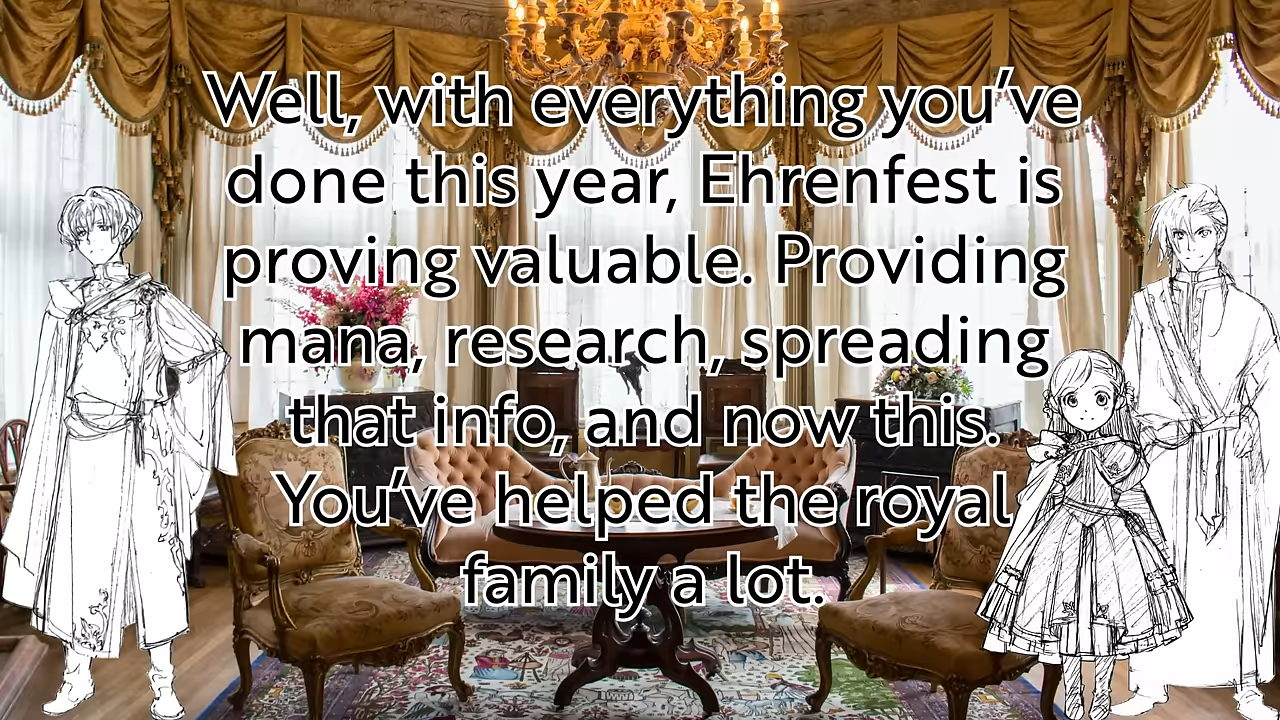 Well, with everything you've
done this year, Ehrenfest is
proving valuable. Providing
mana, research, spreading
that info, and now this.
You've helped the royal
family a lot.